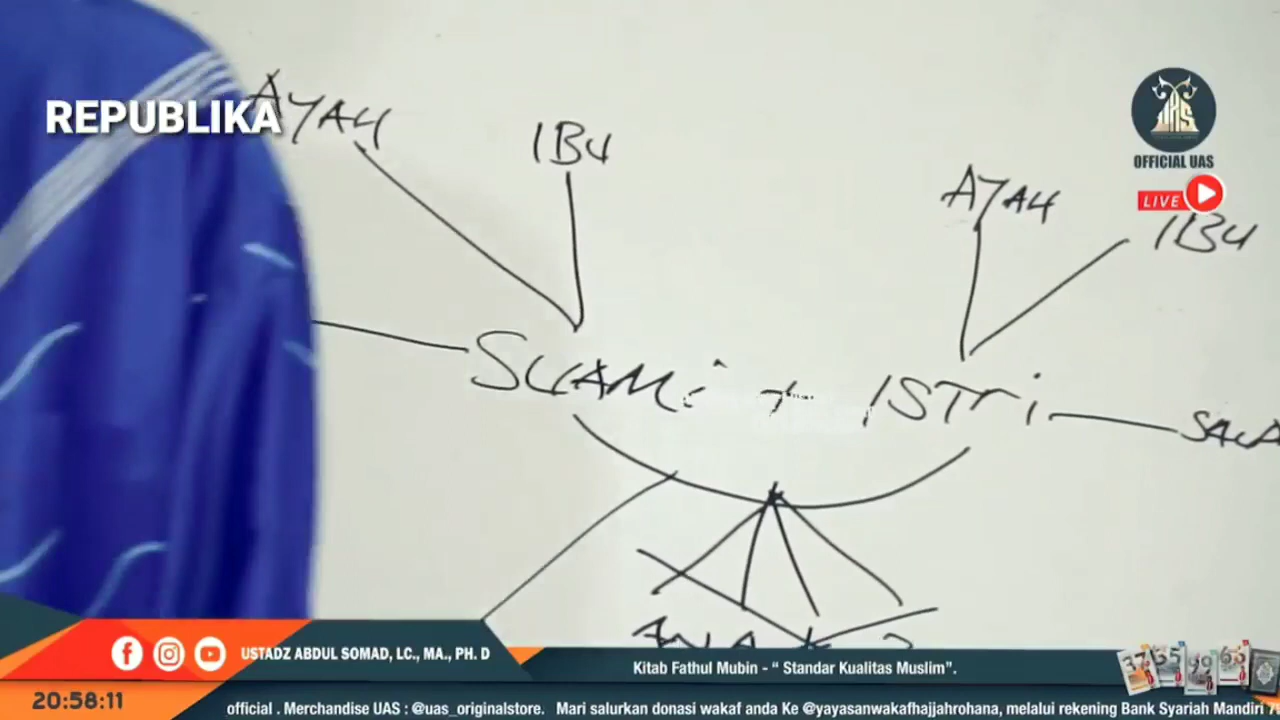 REPUBLIKA
AYAH
IBU
AYAH
IBU
OFFICIAL UAS
LIVE
SUAMi + ISTRi
ANAK
USTADZ ABDUL SOMAD, LC., MA., PH. D
Kitab Fathul Mubin - “ Standar Kualitas Muslim”.
20:58:11
official . Merchandise UAS : @uas_originalstore. Mari salurkan donasi wakaf anda Ke @yayasanwakafhajjahrohana, melalui rekening Bank Syariah Mandiri